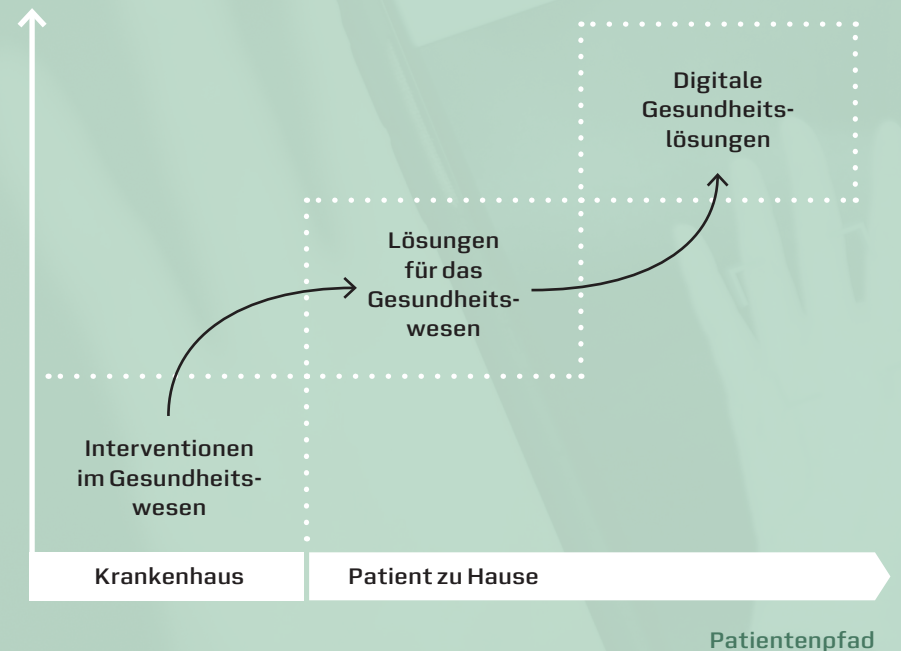 Digitale
Gesundheits-
lösungen
Lösungen
für das
Gesundheits-
wesen
Interventionen
im Gesundheits-
wesen
Krankenhaus
Patient zu Hause
Patientenpfad